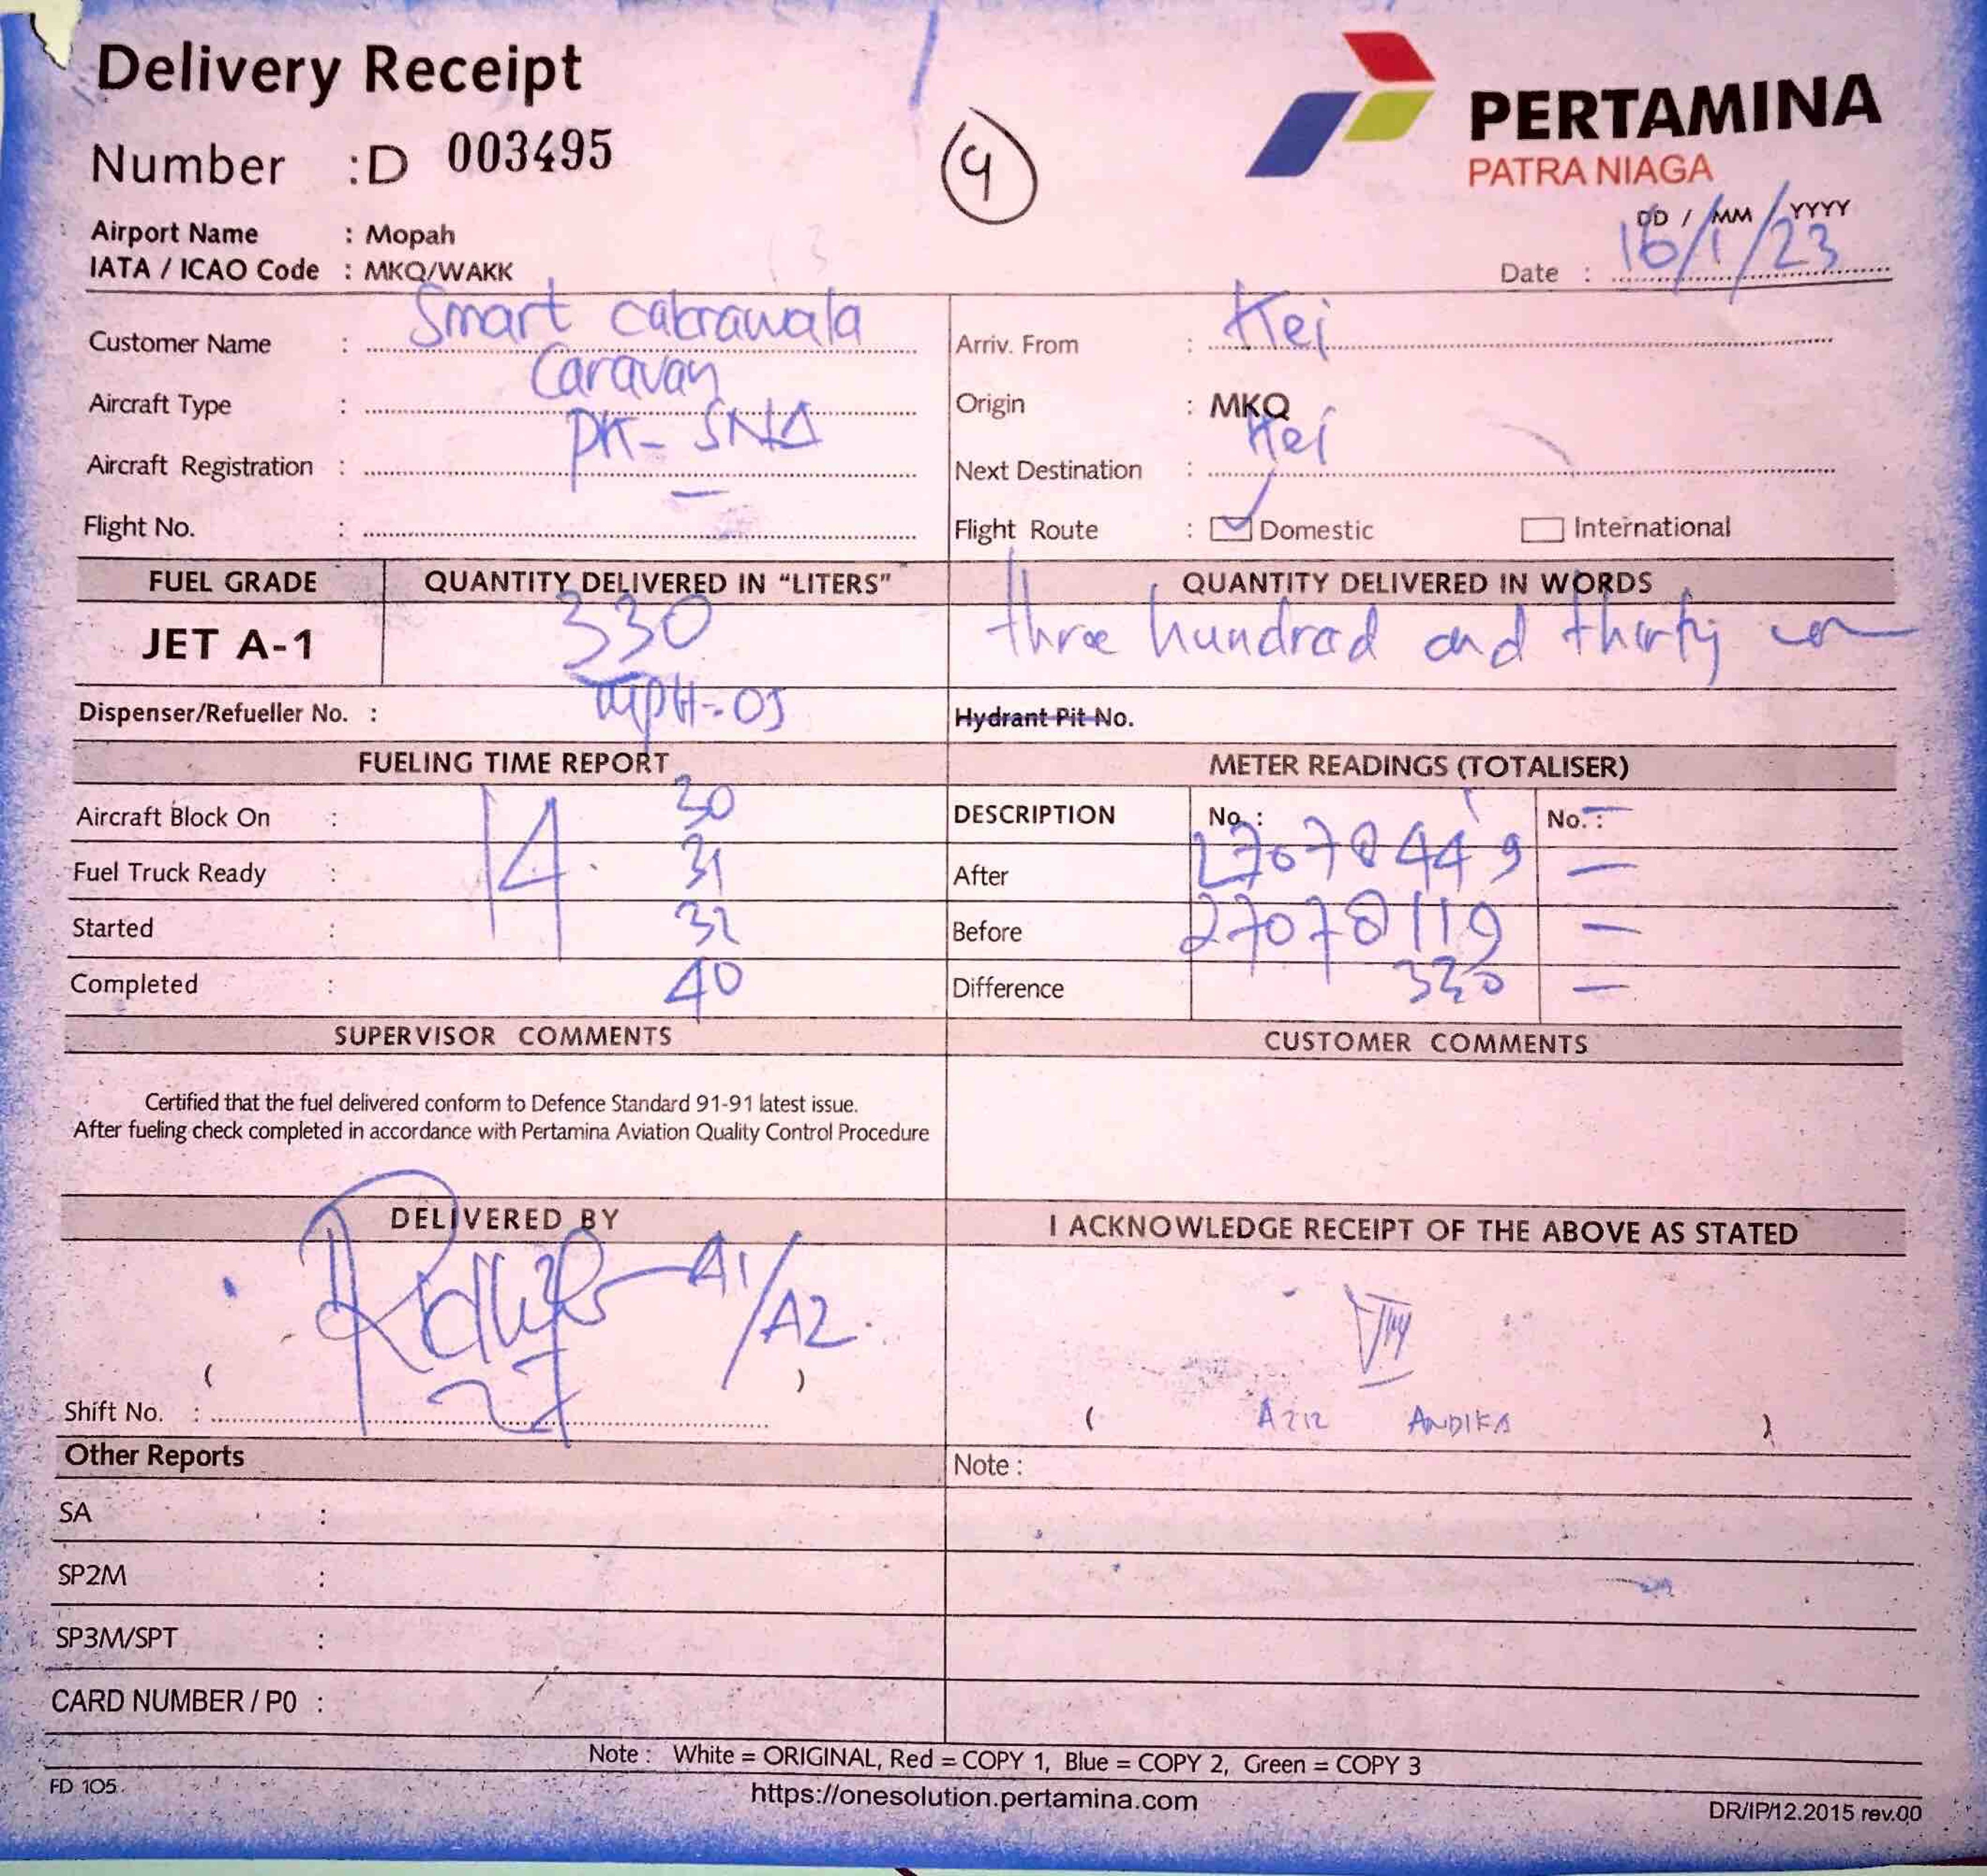 Delivery Receipt
Number :D 003495
9
PERTAMINA
PATRA NIAGA
Airport Name : Mopah
IATA / ICAO Code : MKQ/WAKK
DD / MM / YYYY
Date : 16/1/23
Customer Name : Smart cakrawala
Aircraft Type : Caravan
Aircraft Registration : PK-SNA
Flight No. : —
Arriv. From : Kei
Origin : MKQ
Next Destination : Kei
Flight Route : Domestic International
FUEL GRADE QUANTITY DELIVERED IN "LITERS" QUANTITY DELIVERED IN WORDS
JET A-1 330 three hundred and thirty
Dispenser/Refueller No. : Hydrant Pit No.
FUELING TIME REPORT METER READINGS (TOTALISER)
Aircraft Block On : 14. 30 DESCRIPTION No. : No. : —
Fuel Truck Ready : 31 After 27078449 —
Started : 32 Before 27078119 —
Completed : 40 Difference 330 —
SUPERVISOR COMMENTS CUSTOMER COMMENTS
Certified that the fuel delivered conform to Defence Standard 91-91 latest issue.
After fueling check completed in accordance with Pertamina Aviation Quality Control Procedure
DELIVERED BY I ACKNOWLEDGE RECEIPT OF THE ABOVE AS STATED
A1/A2
( )
Shift No. :
( AZIZ ANDIKA )
Other Reports Note :
SA :
SP2M :
SP3M/SPT :
CARD NUMBER / P0 :
Note : White = ORIGINAL, Red = COPY 1, Blue = COPY 2, Green = COPY 3
FD 105
https://onesolution.pertamina.com
DR/IP/12.2015 rev.00